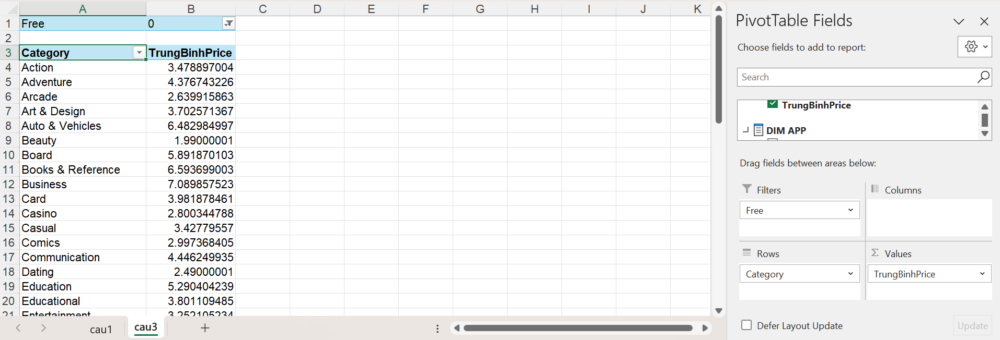 A B C D E F G H I J K
1 Free 0
2
3 Category TrungBinhPrice
4 Action 3.478897004
5 Adventure 4.376743226
6 Arcade 2.639915863
7 Art & Design 3.702571367
8 Auto & Vehicles 6.482984997
9 Beauty 1.99000001
10 Board 5.891870103
11 Books & Reference 6.593699003
12 Business 7.089857523
13 Card 3.981878461
14 Casino 2.800344788
15 Casual 3.42779557
16 Comics 2.997368405
17 Communication 4.446249935
18 Dating 2.49000001
19 Education 5.290404239
20 Educational 3.801109485
21 Entertainment 3.252105234
cau1 cau3 +
PivotTable Fields
Choose fields to add to report:
Search
TrungBinhPrice
DIM APP
Drag fields between areas below:
Filters
Free
Columns
Rows
Category
Σ Values
TrungBinhPrice
Defer Layout Update
Update